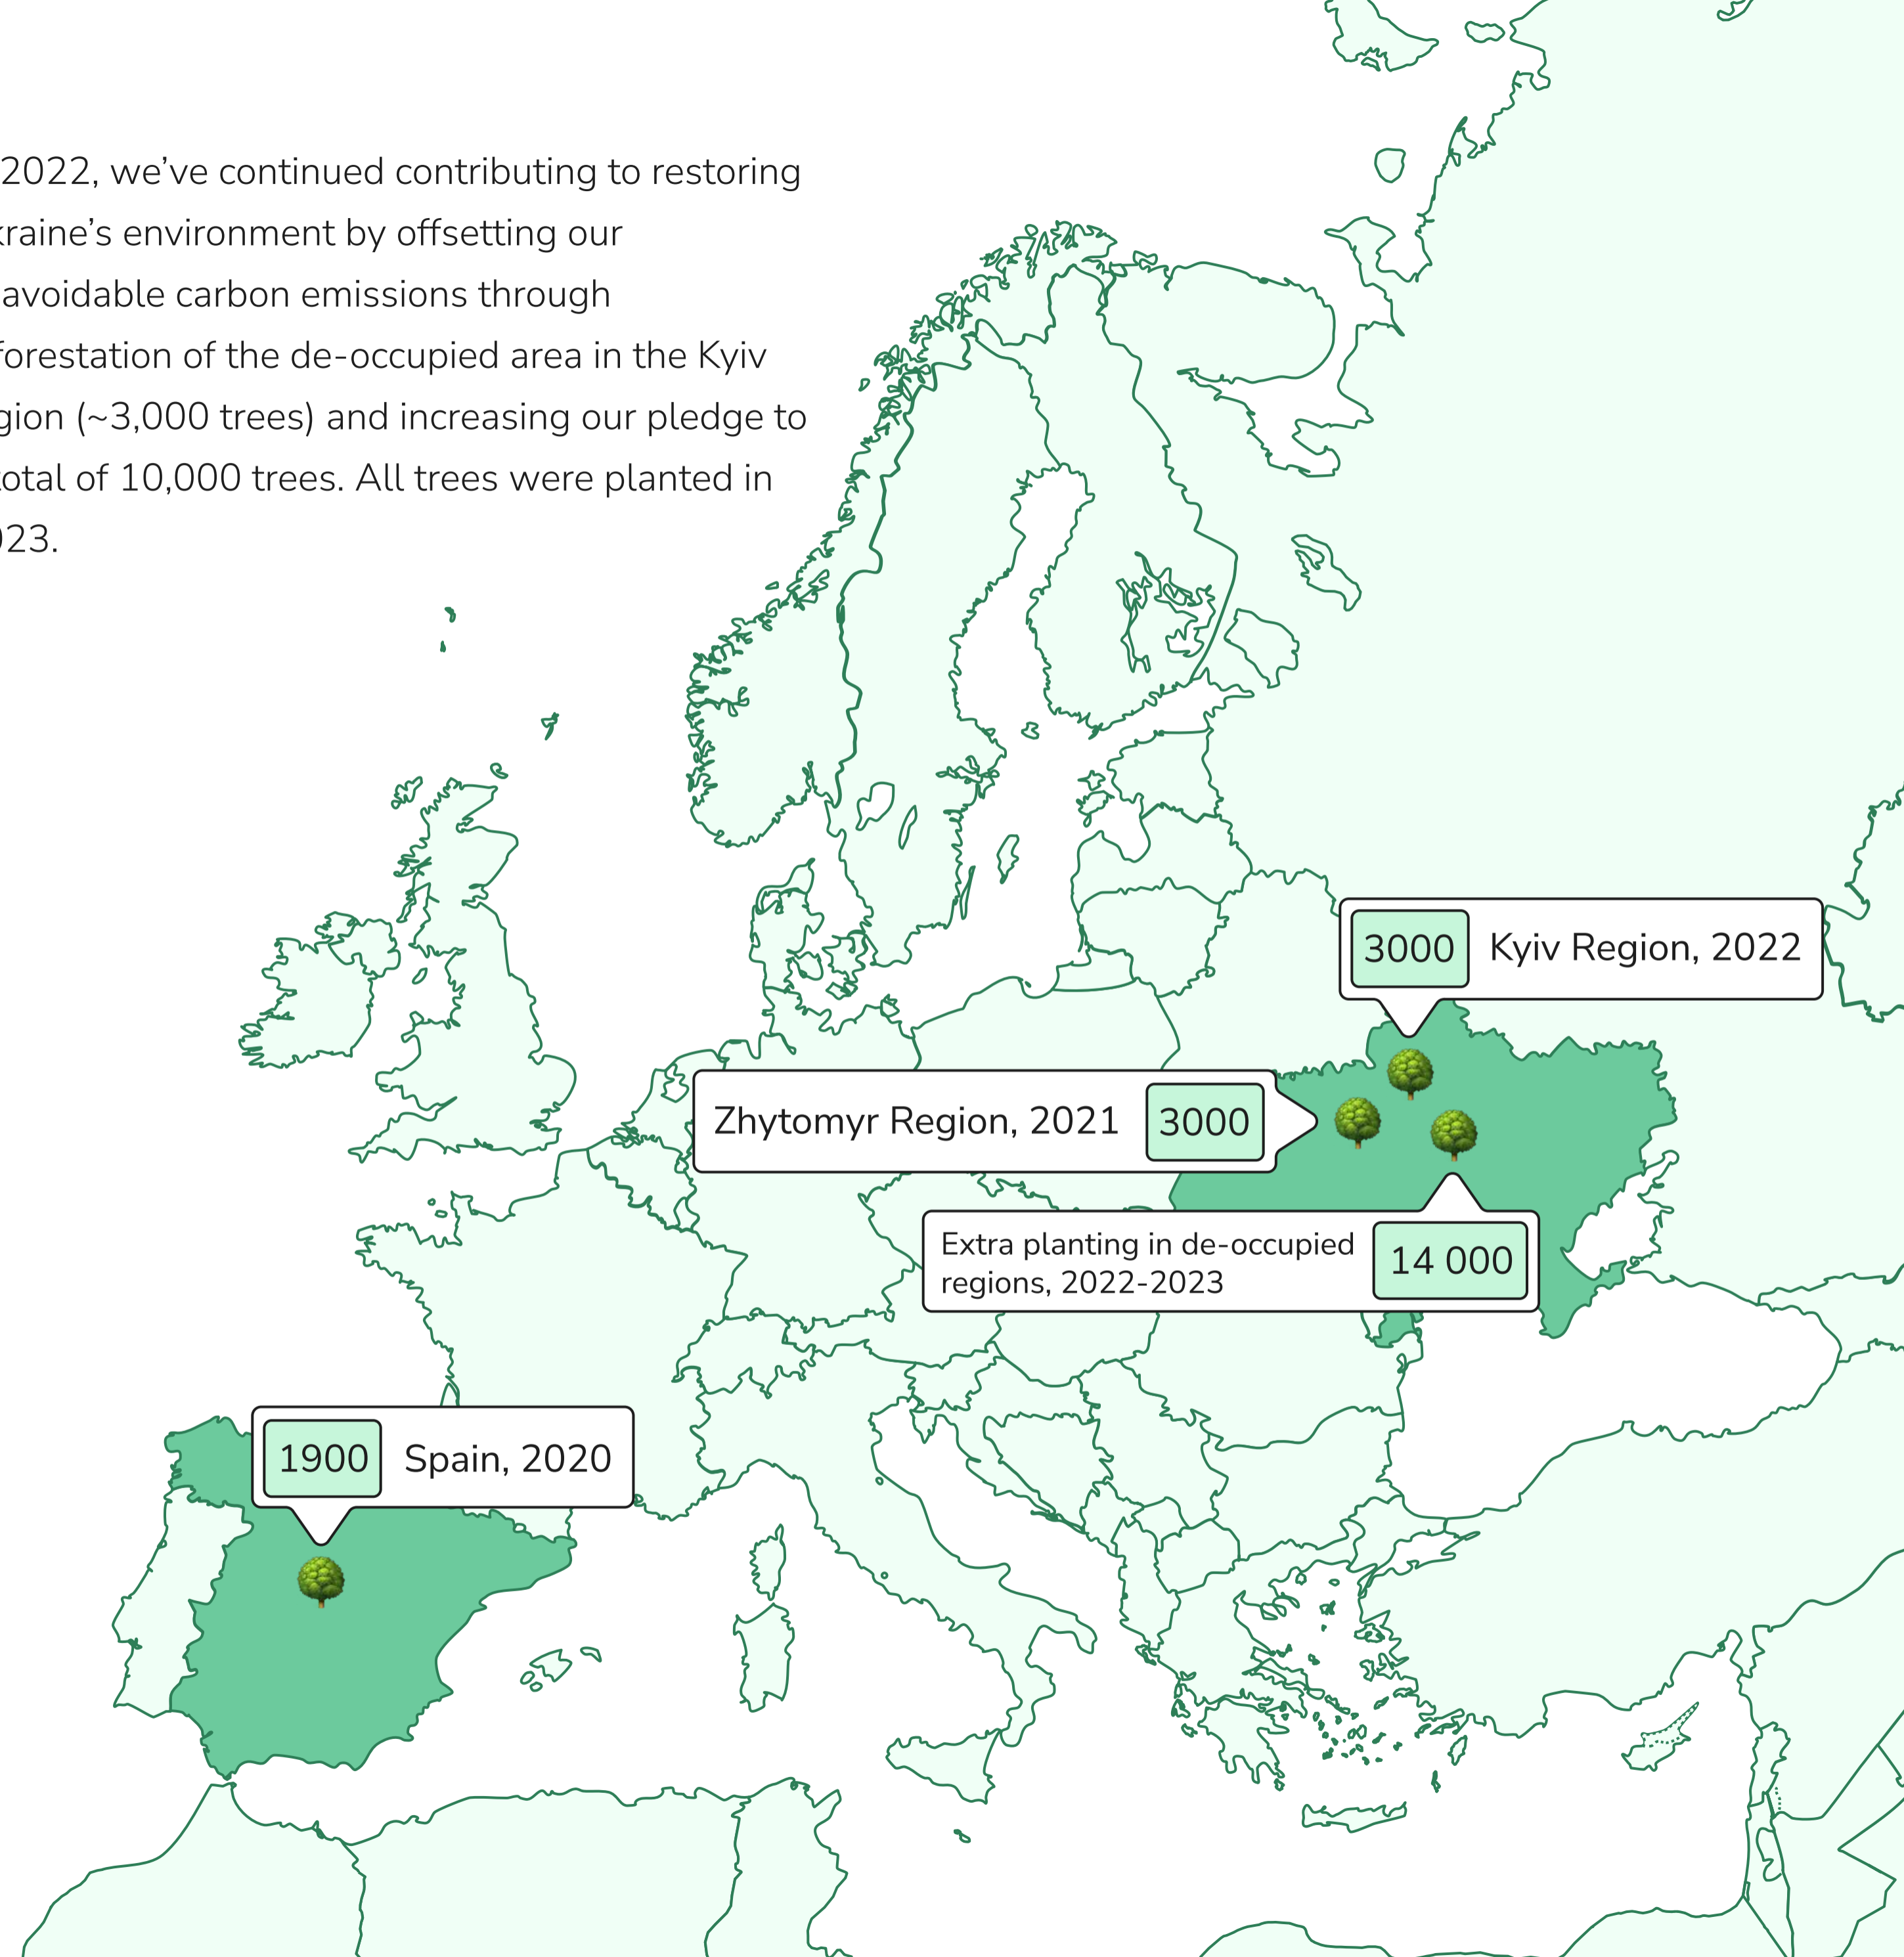 2022, we’ve continued contributing to restoring
kraine’s environment by offsetting our
avoidable carbon emissions through
forestation of the de-occupied area in the Kyiv
gion (~3,000 trees) and increasing our pledge to
total of 10,000 trees. All trees were planted in
023.
3000 Kyiv Region, 2022
Zhytomyr Region, 2021 3000
Extra planting in de-occupied
regions, 2022-2023
14 000
1900 Spain, 2020